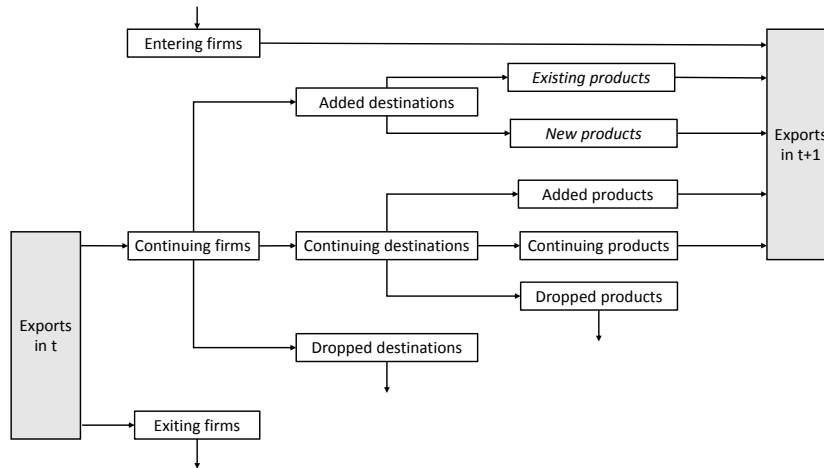 Entering firms
Existing products
Added destinations
New products
Exports
in t+1
Added products
Continuing firms
Continuing destinations
Continuing products
Dropped products
Exports
in t
Dropped destinations
Exiting firms